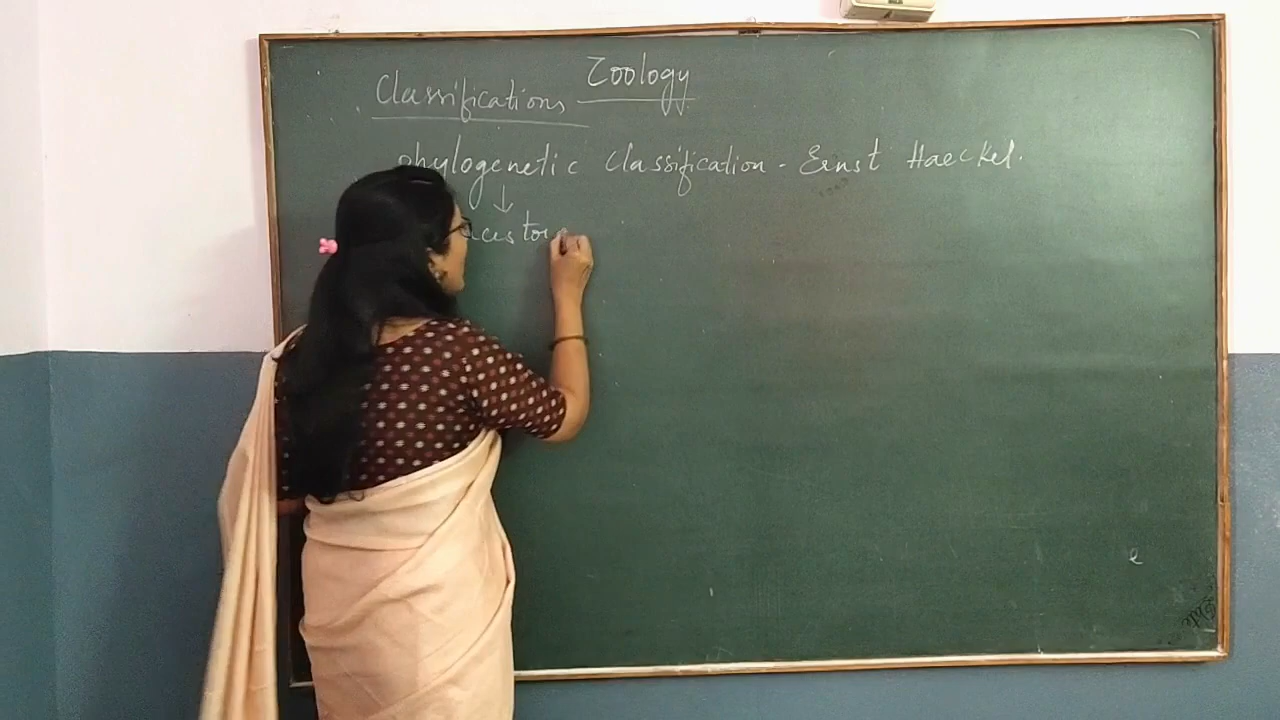 Zoology
Classifications
phylogenetic classification - Ernst Haeckel.
↓
e